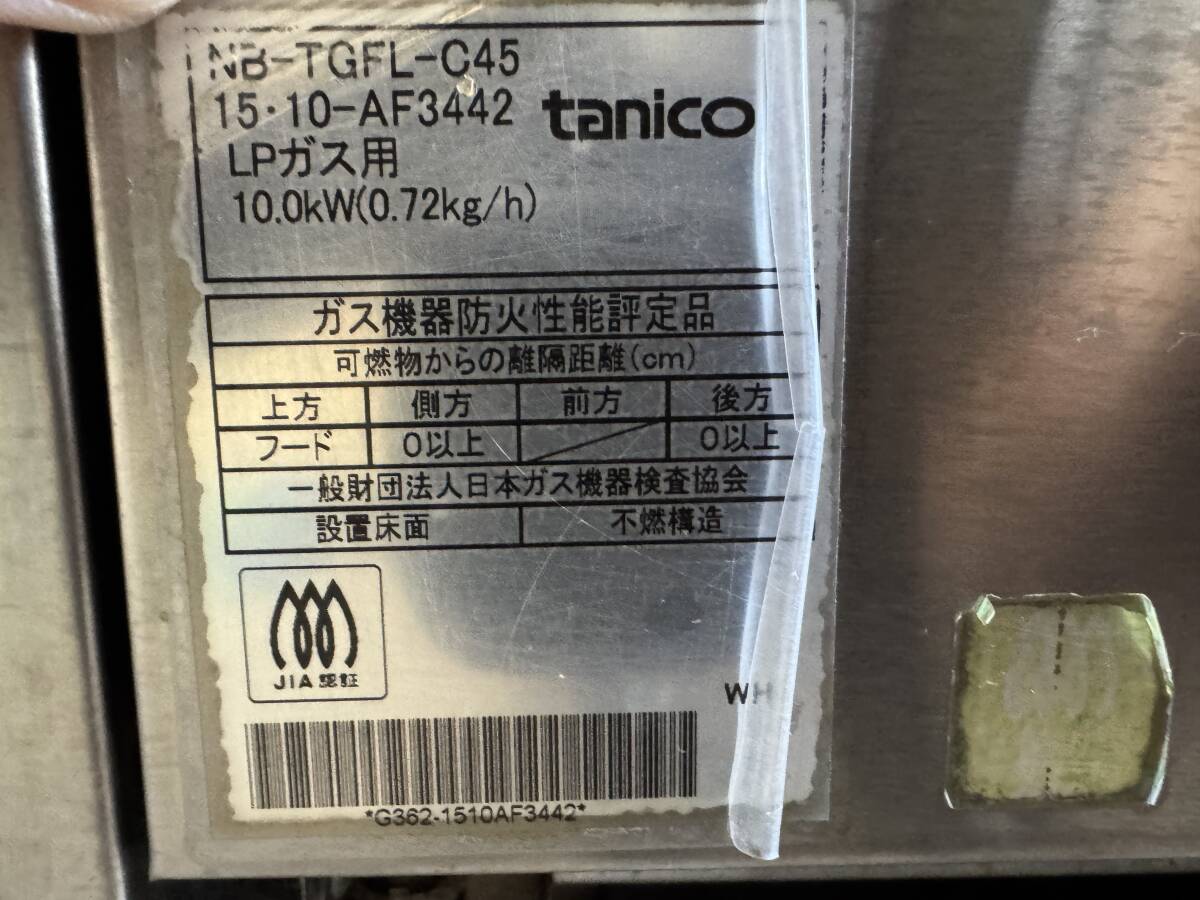 NB-TGFL-C45
15・10-AF3442 tanico
LPガス用
10.0kW(0.72kg/h)
ガス機器防火性能評定品
可燃物からの離隔距離(cm)
上方 側方 前方 後方
フード 0以上 0以上
一般財団法人日本ガス機器検査協会
設置床面 不燃構造
JIA 認証
WH
*G362-1510AF3442*